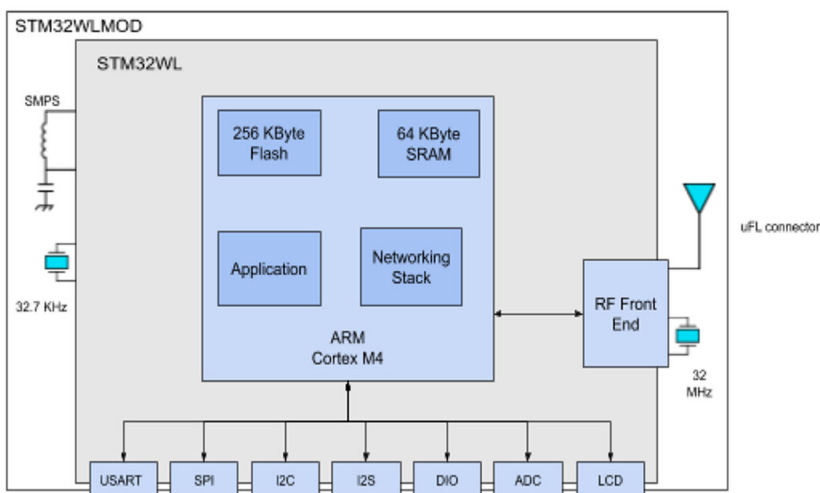 STM32WLMOD
STM32WL
SMPS
256 KByte
Flash
64 KByte
SRAM
Application
Networking
Stack
ARM
Cortex M4
32.7 KHz
uFL connector
RF Front
End
32
MHz
USART
SPI
I2C
I2S
DIO
ADC
LCD